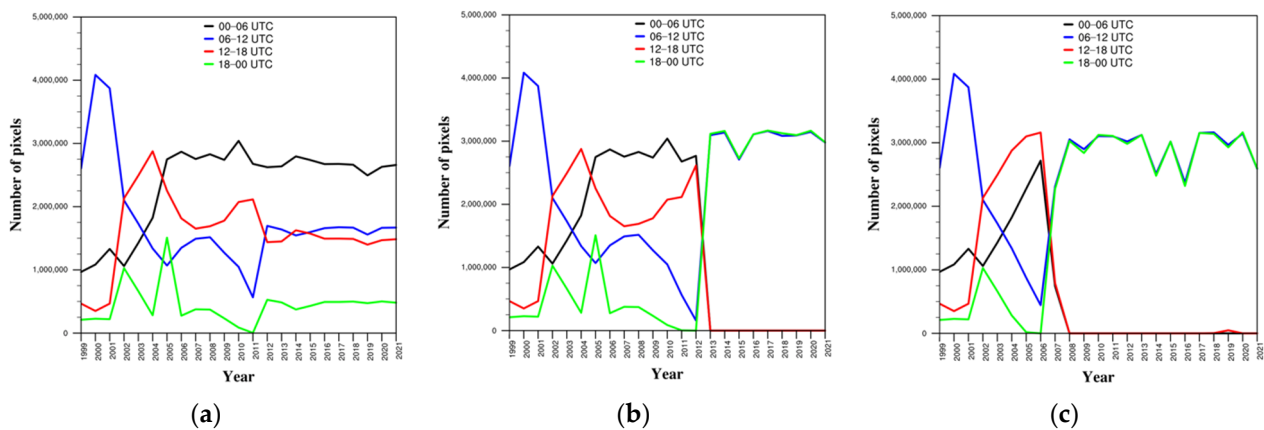 5,000,000
4,000,000
3,000,000
2,000,000
1,000,000
0
Number of pixels
00–06 UTC
06–12 UTC
12–18 UTC
18–00 UTC
1999 2000 2001 2002 2003 2004 2005 2006 2007 2008 2009 2010 2011 2012 2013 2014 2015 2016 2017 2018 2019 2020 2021
Year
(a)
5,000,000
4,000,000
3,000,000
2,000,000
1,000,000
0
Number of pixels
00–06 UTC
06–12 UTC
12–18 UTC
18–00 UTC
1999 2000 2001 2002 2003 2004 2005 2006 2007 2008 2009 2010 2011 2012 2013 2014 2015 2016 2017 2018 2019 2020 2021
Year
(b)
5,000,000
4,000,000
3,000,000
2,000,000
1,000,000
0
Number of pixels
00–06 UTC
06–12 UTC
12–18 UTC
18–00 UTC
1999 2000 2001 2002 2003 2004 2005 2006 2007 2008 2009 2010 2011 2012 2013 2014 2015 2016 2017 2018 2019 2020 2021
Year
(c)